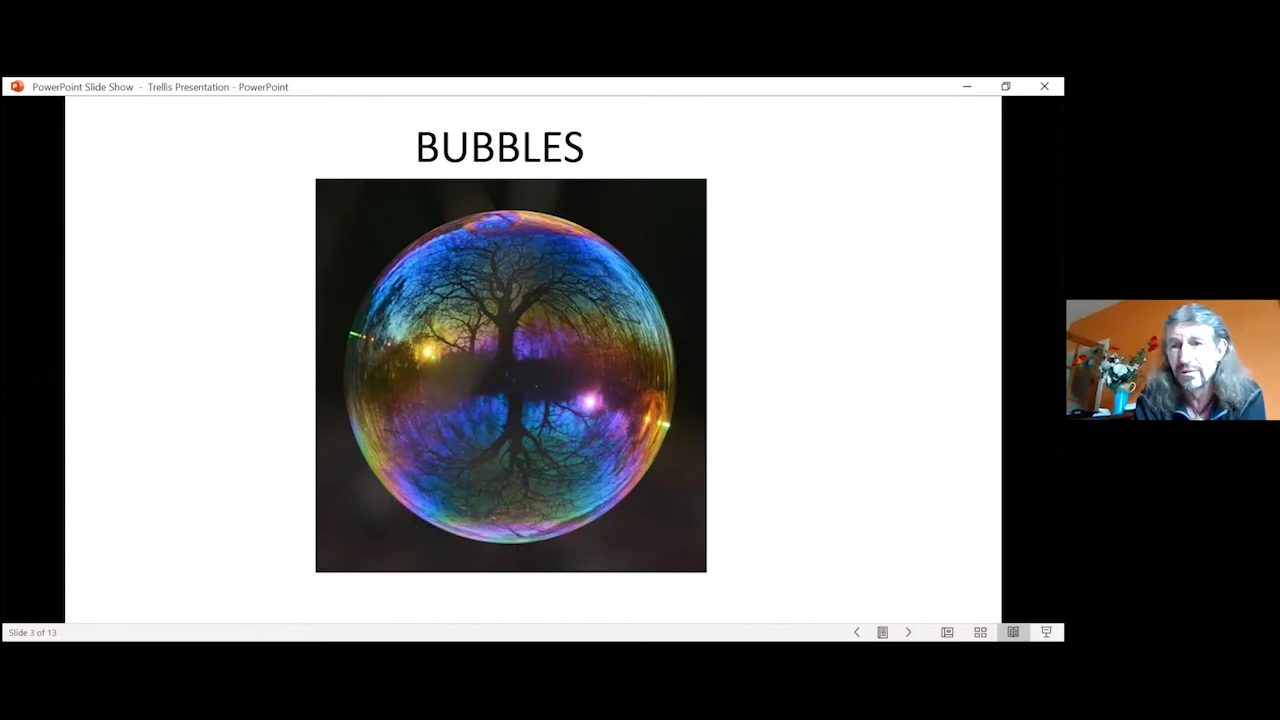 PowerPoint Slide Show - Trellis Presentation - PowerPoint
BUBBLES
Slide 3 of 13